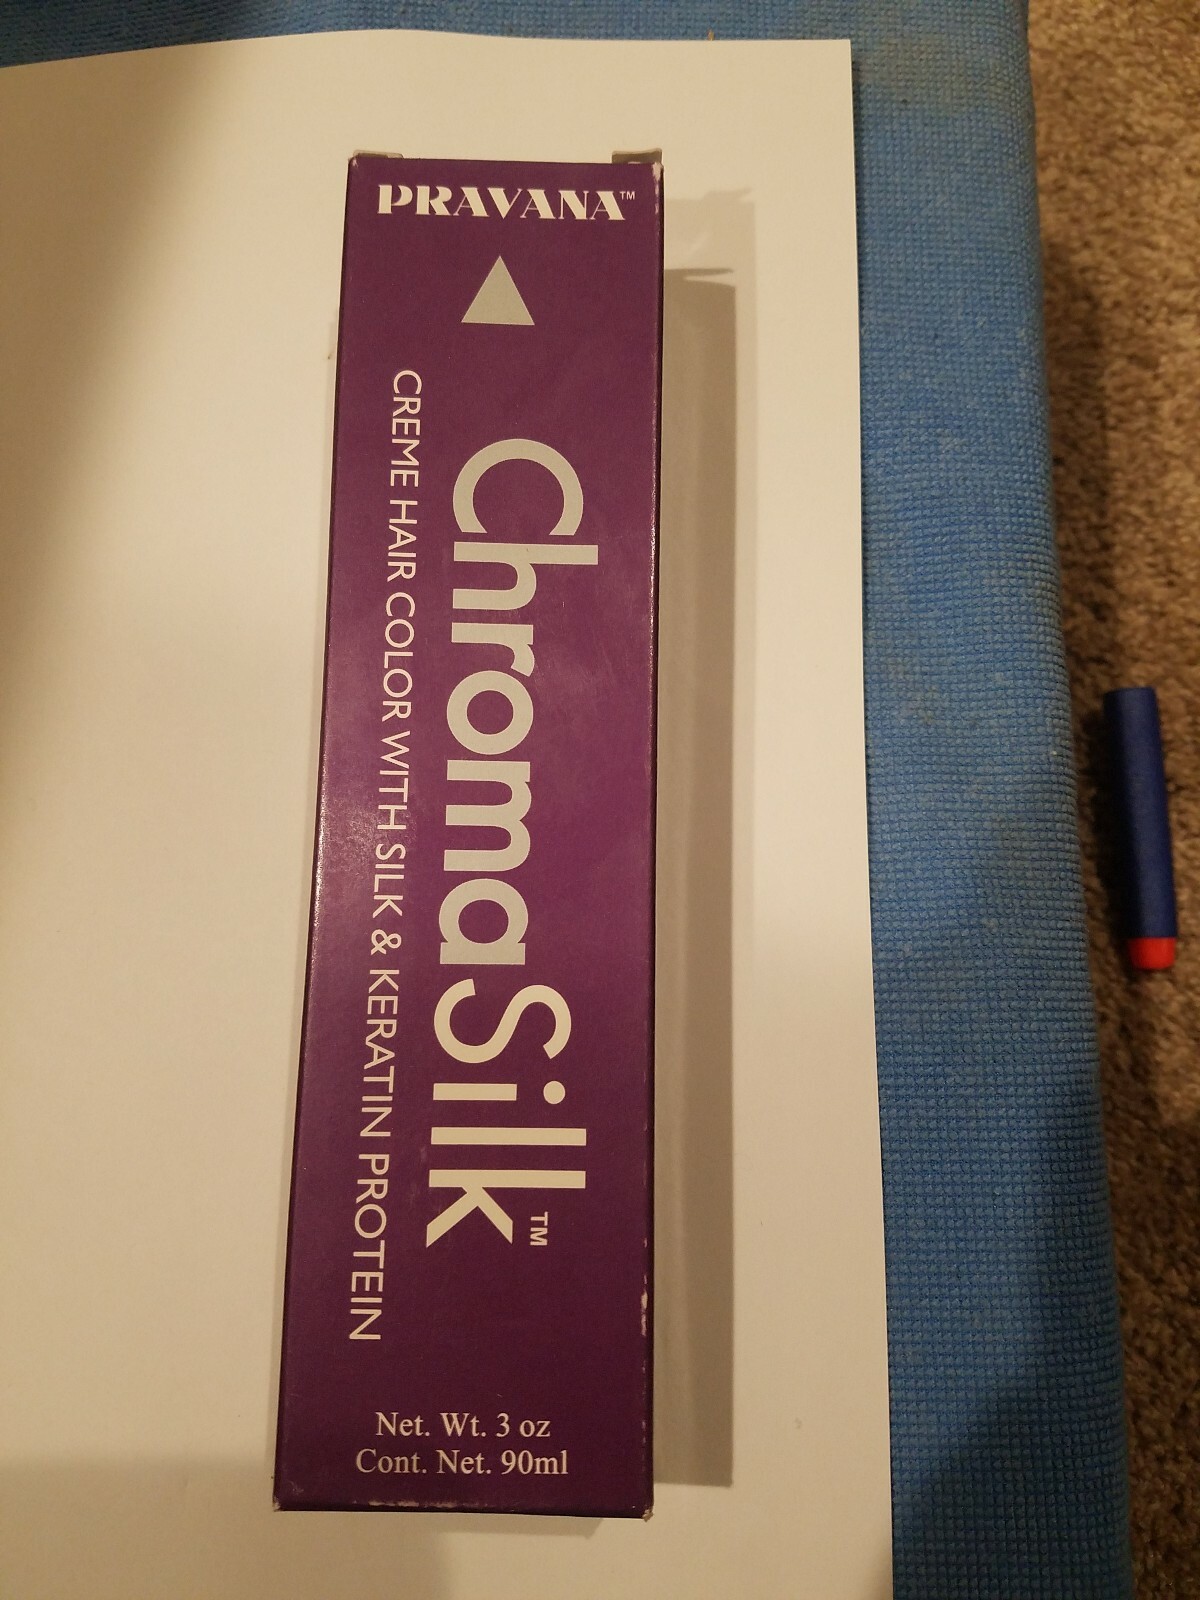 PRAVANA™
ChromaSilk™
CREME HAIR COLOR WITH SILK & KERATIN PROTEIN
Net. Wt. 3 oz
Cont. Net. 90ml